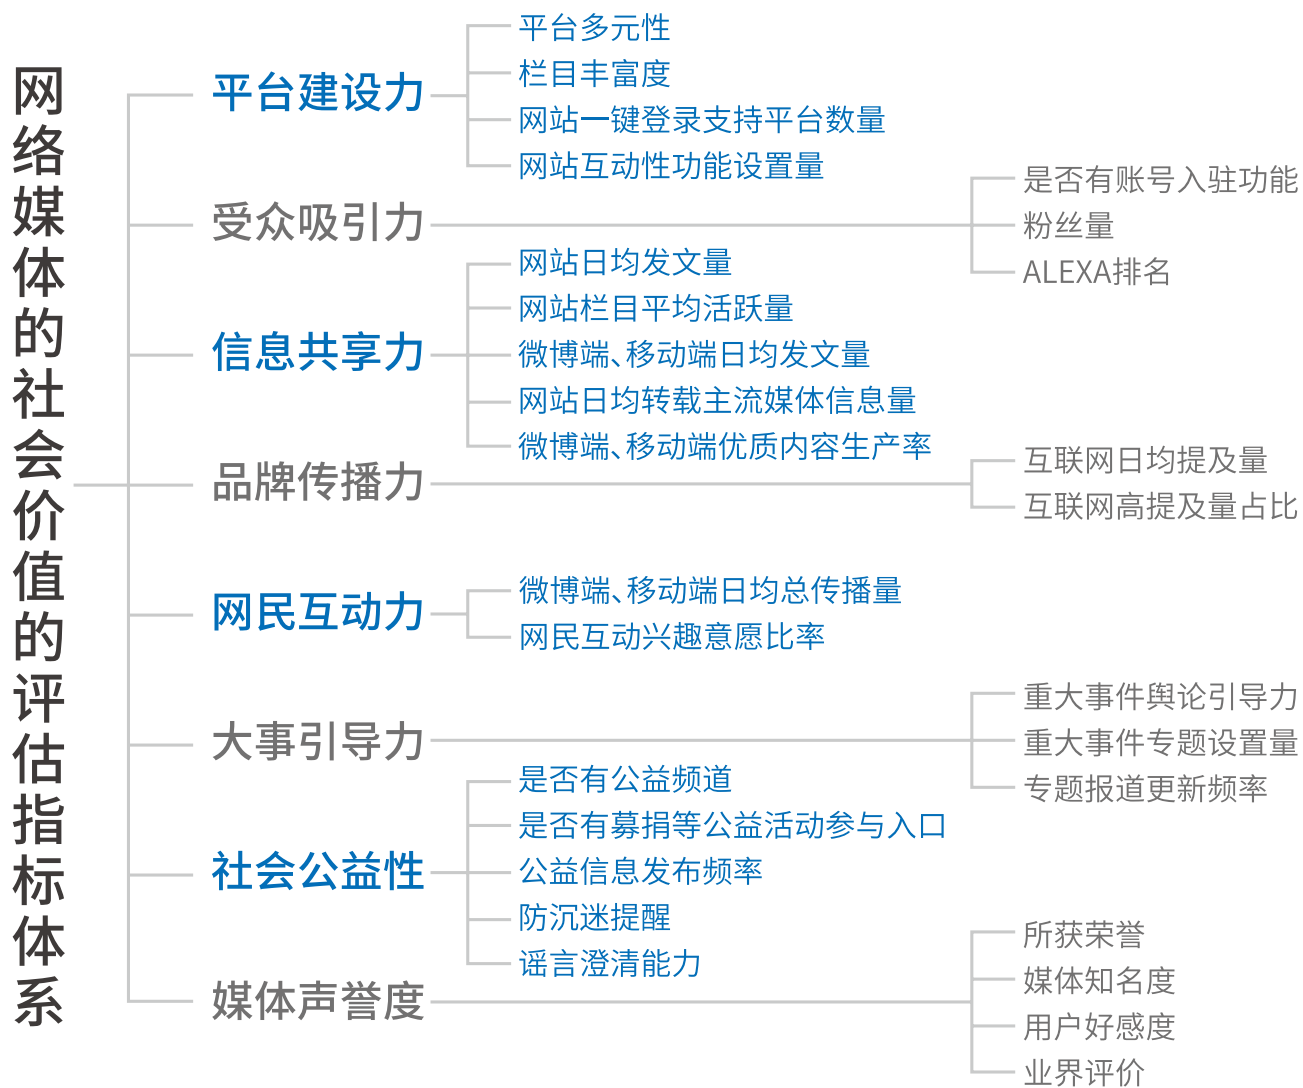 网络媒体的社会价值的评估指标体系
平台建设力
平台多元性
栏目丰富度
网站一键登录支持平台数量
网站互动性功能设置量
受众吸引力
是否有账号入驻功能
粉丝量
ALEXA排名
信息共享力
网站日均发文量
网站栏目平均活跃量
微博端、移动端日均发文量
网站日均转载主流媒体信息量
微博端、移动端优质内容生产率
品牌传播力
互联网日均提及量
互联网高提及量占比
网民互动力
微博端、移动端日均总传播量
网民互动兴趣意愿比率
大事引导力
重大事件舆论引导力
重大事件专题设置量
专题报道更新频率
社会公益性
是否有公益频道
是否有募捐等公益活动参与入口
公益信息发布频率
防沉迷提醒
谣言澄清能力
媒体声誉度
所获荣誉
媒体知名度
用户好感度
业界评价